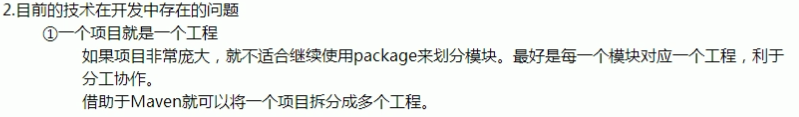 2.目前的技术在开发中存在的问题
①一个项目就是一个工程
如果项目非常庞大，就不适合继续使用package来划分模块。最好是每一个模块对应一个工程，利于
分工协作。
借助于Maven就可以将一个项目拆分成多个工程。